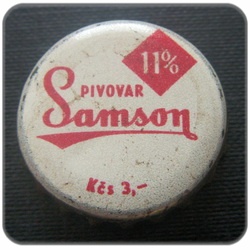 11%
PIVOVAR
Samson
Kčs 3,-